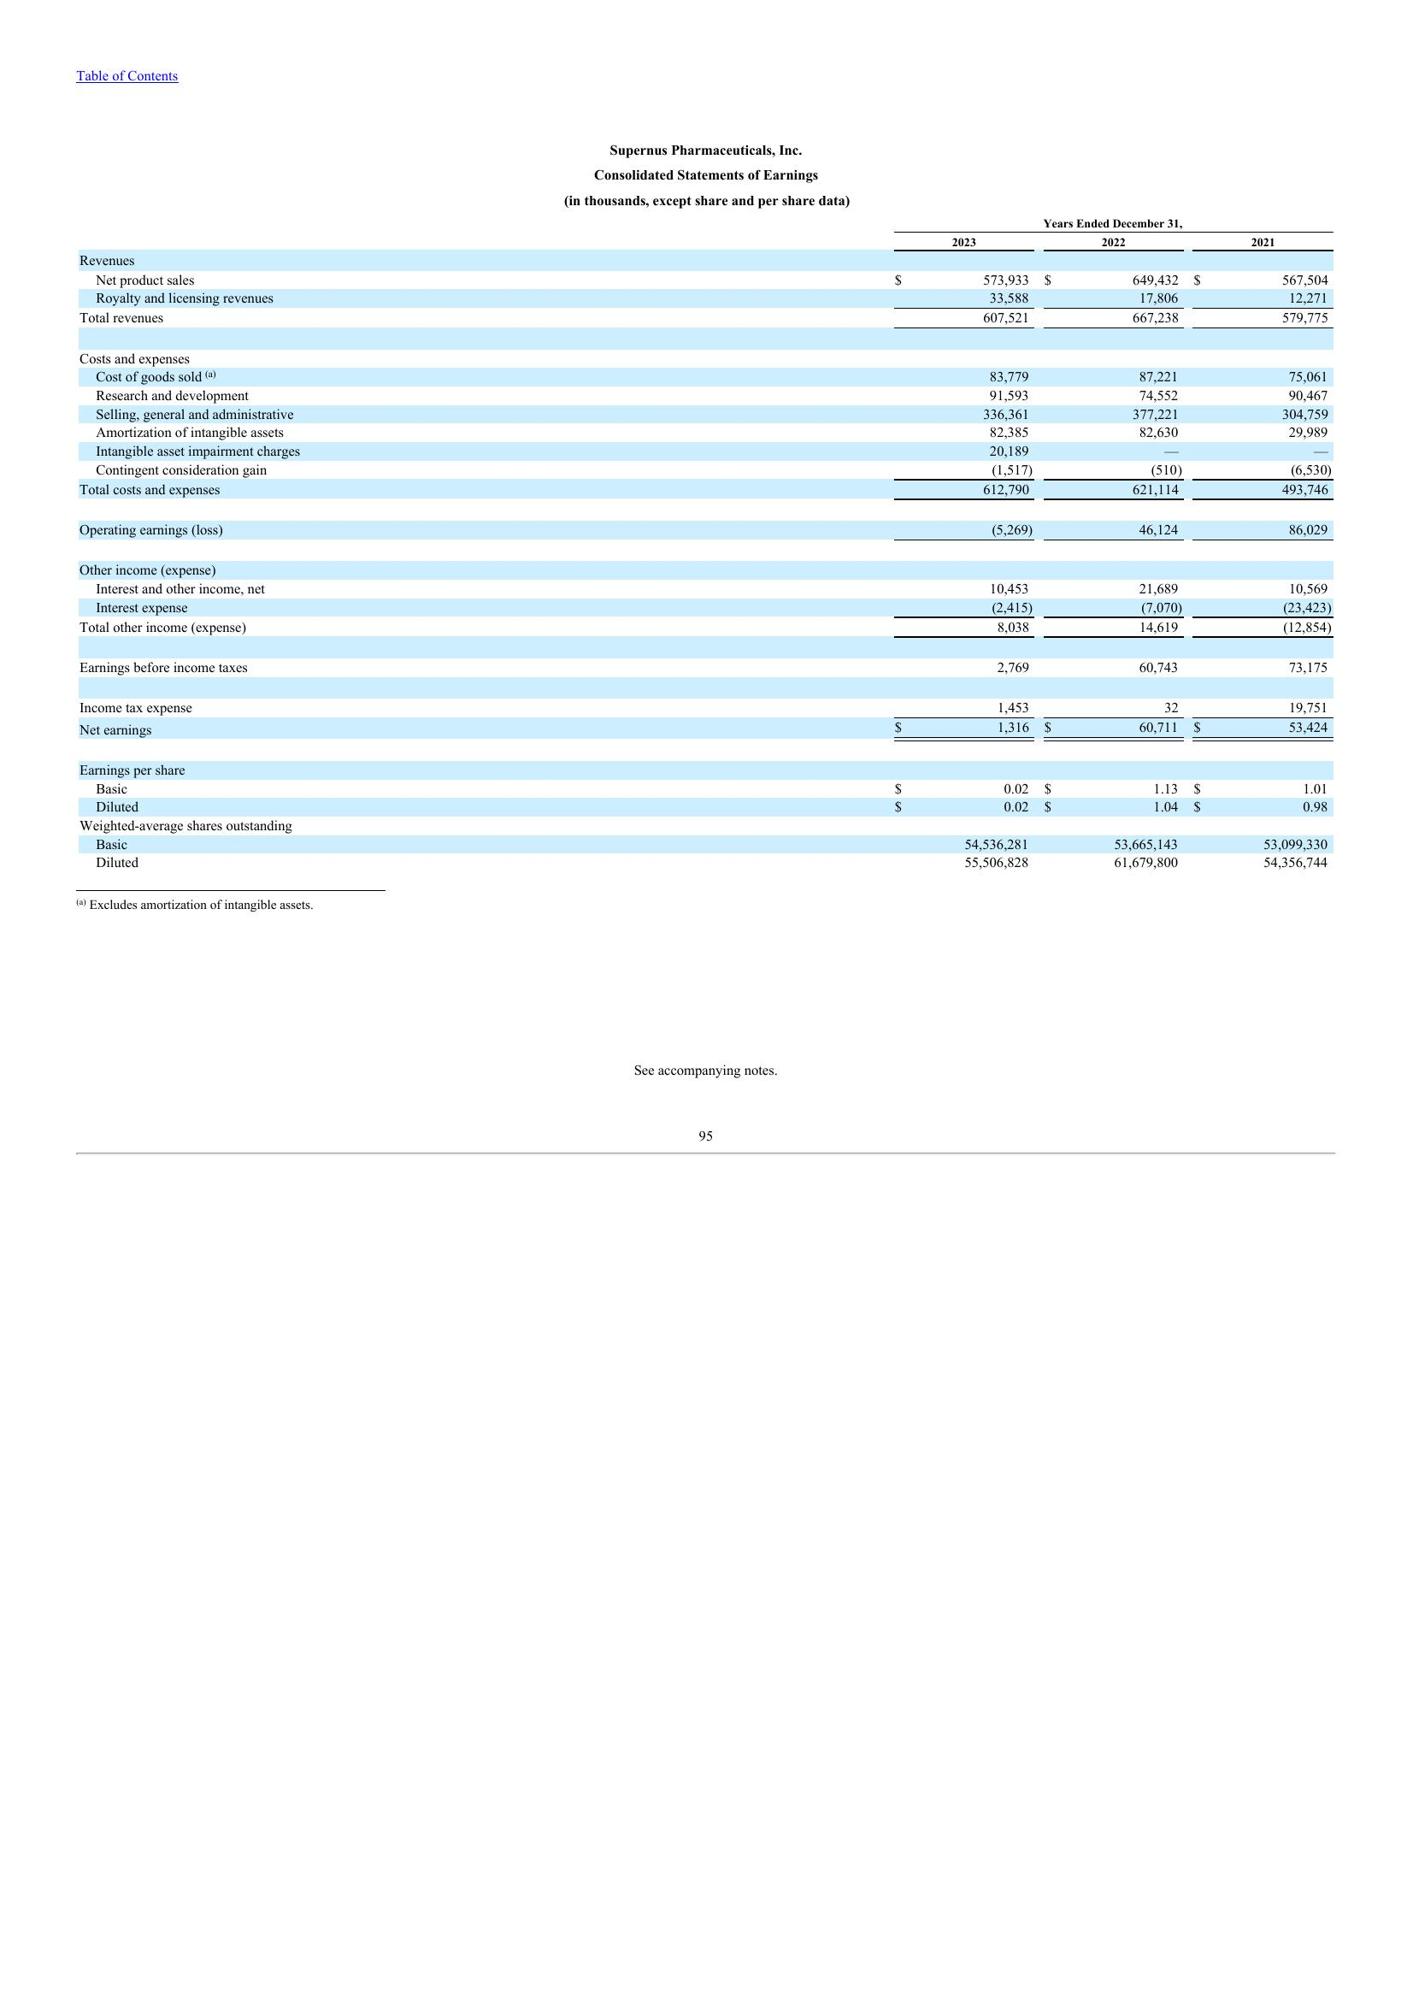 Table of Contents
Supernus Pharmaceuticals, Inc.
Consolidated Statements of Earnings
(in thousands, except share and per share data)
Years Ended December 31,
2023 2022 2021
Revenues
Net product sales $ 573,933 $ 649,432 $ 567,504
Royalty and licensing revenues 33,588 17,806 12,271
Total revenues 607,521 667,238 579,775
Costs and expenses
Cost of goods sold (a) 83,779 87,221 75,061
Research and development 91,593 74,552 90,467
Selling, general and administrative 336,361 377,221 304,759
Amortization of intangible assets 82,385 82,630 29,989
Intangible asset impairment charges 20,189 — —
Contingent consideration gain (1,517) (510) (6,530)
Total costs and expenses 612,790 621,114 493,746
Operating earnings (loss) (5,269) 46,124 86,029
Other income (expense)
Interest and other income, net 10,453 21,689 10,569
Interest expense (2,415) (7,070) (23,423)
Total other income (expense) 8,038 14,619 (12,854)
Earnings before income taxes 2,769 60,743 73,175
Income tax expense 1,453 32 19,751
Net earnings $ 1,316 $ 60,711 $ 53,424
Earnings per share
Basic $ 0.02 $ 1.13 $ 1.01
Diluted $ 0.02 $ 1.04 $ 0.98
Weighted-average shares outstanding
Basic 54,536,281 53,665,143 53,099,330
Diluted 55,506,828 61,679,800 54,356,744
(a) Excludes amortization of intangible assets.
See accompanying notes.
95